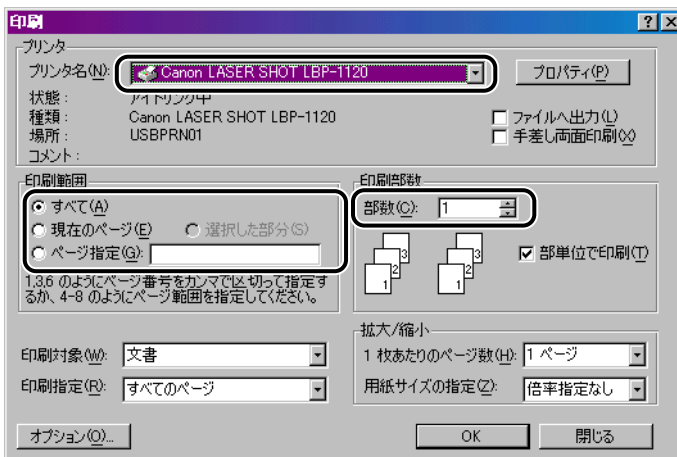 印刷
プリンタ
プリンタ名(N): Canon LASER SHOT LBP-1120 プロパティ(P)
状態: アイドリング中
種類: Canon LASER SHOT LBP-1120 ファイルへ出力(L)
場所: USBPRN01 手差し両面印刷(X)
コメント:
印刷範囲 印刷部数
すべて(A) 部数(C): 1
現在のページ(E) 選択した部分(S)
ページ指定(G): 部単位で印刷(T)
3 3
2 2
1 1
1,3,6 のようにページ番号をカンマで区切って指定す
るか、4-8 のようにページ範囲を指定してください。
拡大/縮小
印刷対象(W): 文書 1 枚あたりのページ数(H): 1 ページ
印刷指定(R): すべてのページ 用紙サイズの指定(Z): 倍率指定なし
オプション(O)... OK 閉じる